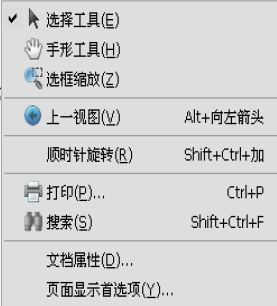 选择工具(E)
手形工具(H)
选框缩放(Z)
上一视图(V) Alt+向左箭头
顺时针旋转(R) Shift+Ctrl+加
打印(P)... Ctrl+P
搜索(S) Shift+Ctrl+F
文档属性(D)...
页面显示首选项(Y)...